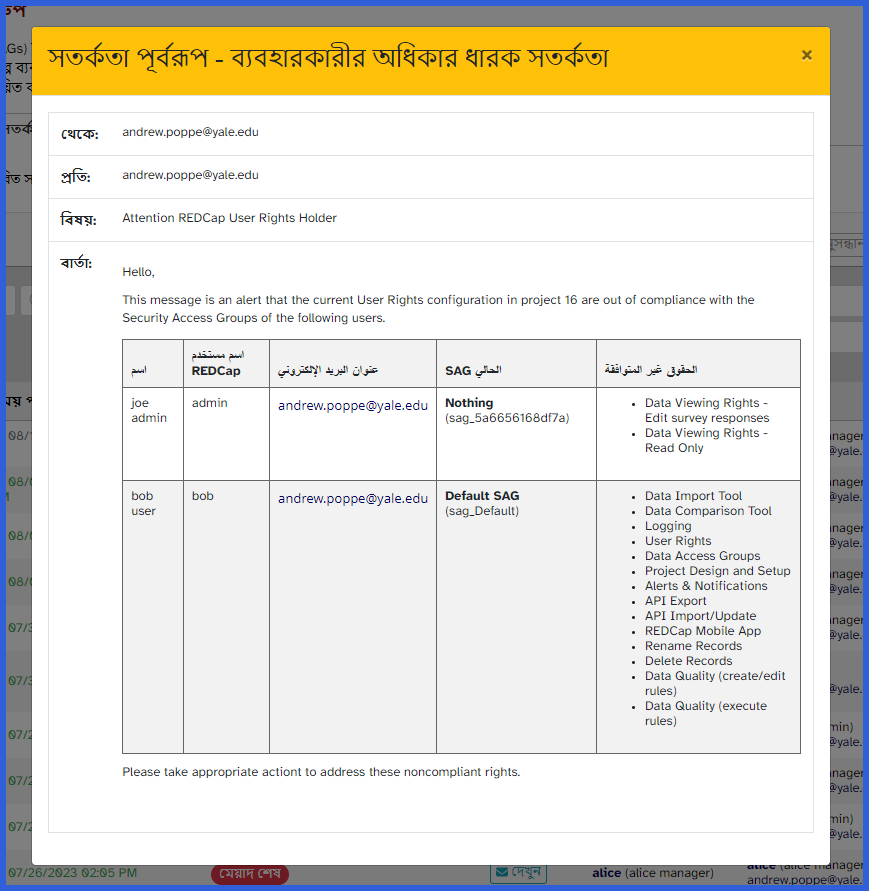 সতর্কতা পূর্বরূপ - ব্যবহারকারীর অধিকার ধারক সতর্কতা
×
থেকে: andrew.poppe@yale.edu
প্রতি: andrew.poppe@yale.edu
বিষয়: Attention REDCap User Rights Holder
বার্তা:
Hello,
This message is an alert that the current User Rights configuration in project 16 are out of compliance with the
Security Access Groups of the following users.
اسم
اسم مستخدم
REDCap
عنوان البريد الإلكتروني
SAG الحالي
الحقوق غير المتوافقة
joe
admin
admin
andrew.poppe@yale.edu
Nothing
(sag_5a6656168df7a)
Data Viewing Rights -
Edit survey responses
Data Viewing Rights -
Read Only
bob
user
bob
andrew.poppe@yale.edu
Default SAG
(sag_Default)
Data Import Tool
Data Comparison Tool
Logging
User Rights
Data Access Groups
Project Design and Setup
Alerts & Notifications
API Export
API Import/Update
REDCap Mobile App
Rename Records
Delete Records
Data Quality (create/edit
rules)
Data Quality (execute
rules)
Please take appropriate actiont to address these noncompliant rights.
07/26/2023 02:05 PM মেয়াদ শেষ দেখুন alice (alice manager)
andrew.poppe@yale.edu